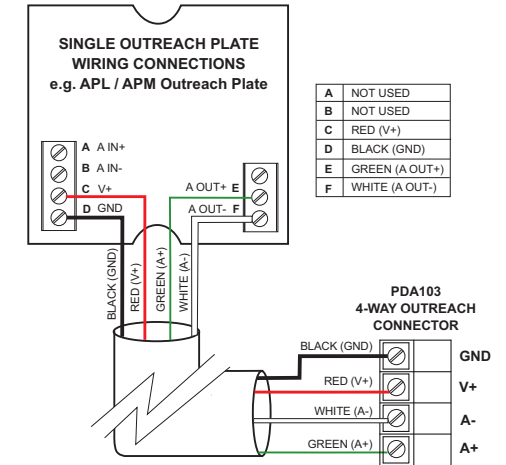 SINGLE OUTREACH PLATE
WIRING CONNECTIONS
e.g. APL / APM Outreach Plate
A A IN+
B A IN-
C V+
D GND
A OUT+ E
A OUT- F
A NOT USED
B NOT USED
C RED (V+)
D BLACK (GND)
E GREEN (A OUT+)
F WHITE (A OUT-)
BLACK (GND)
RED (V+)
GREEN (A+)
WHITE (A-)
PDA103
4-WAY OUTREACH
CONNECTOR
BLACK (GND) GND
RED (V+) V+
WHITE (A-) A-
GREEN (A+) A+